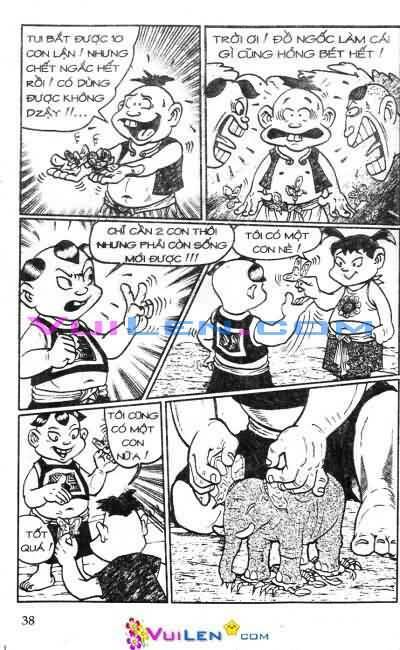 TUI BẮT ĐƯỢC 10
CON LẬN ! NHƯNG
CHẾT NGẮC HẾT
RỒI ! CÓ DÙNG
ĐƯỢC KHÔNG
DZẬY !!...
TRỜI ƠI ! ĐỒ NGỐC LÀM CÁI
GÌ CŨNG HỎNG BÉT HẾT !
CHỈ CẦN 2 CON THÔI
NHƯNG PHẢI CÒN SỐNG
MỚI ĐƯỢC !!!
TÔI CÓ MỘT
CON NÈ !
VUILEN.COM
TÔI CŨNG
CÓ MỘT
CON
NỮA !
TỐT
QUÁ !
38
VUILEN COM